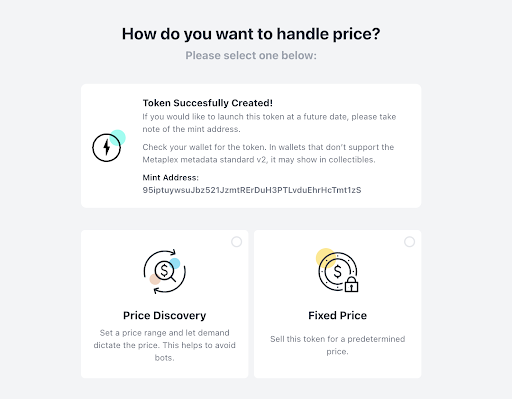 How do you want to handle price?
Please select one below:
Token Succesfully Created!
If you would like to launch this token at a future date, please take
note of the mint address.
Check your wallet for the token. In wallets that don't support the
Metaplex metadata standard v2, it may show in collectibles.
Mint Address:
95iptuywsuJbz521JzmtRErDuH3PTLvduEhrHcTmt1zS
Price Discovery
Set a price range and let demand
dictate the price. This helps to avoid
bots.
Fixed Price
Sell this token for a predetermined
price.